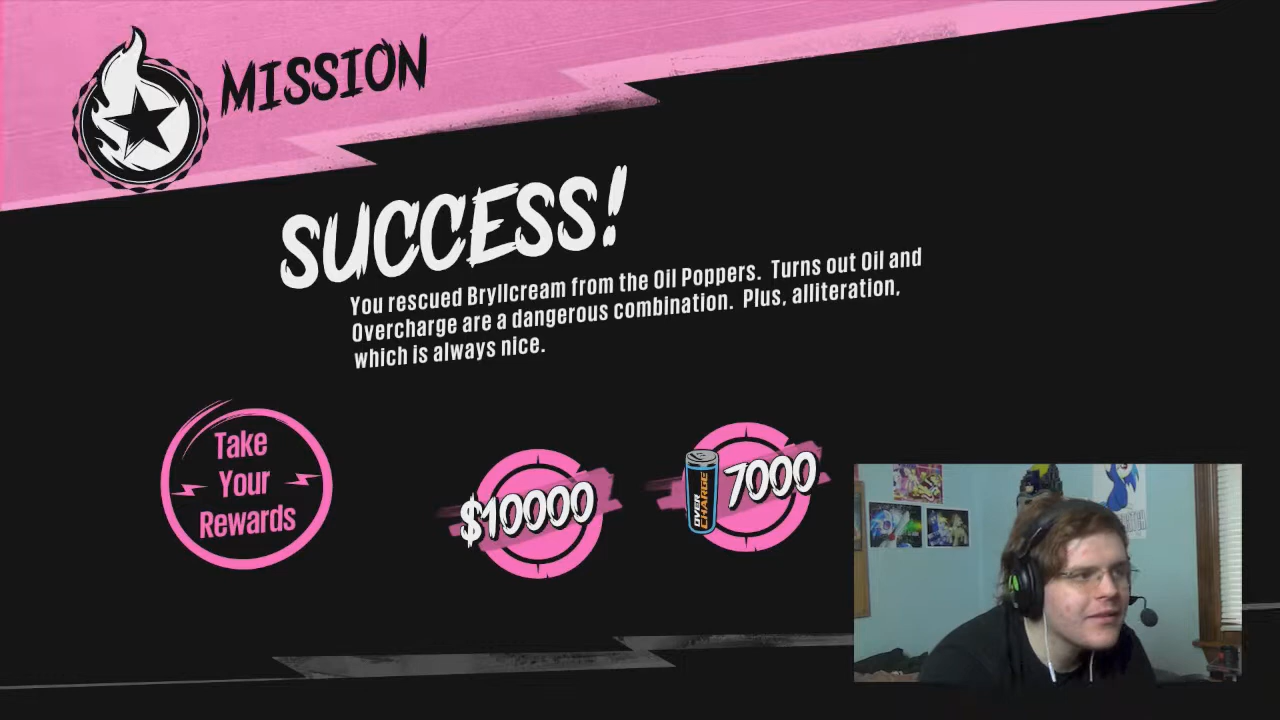 MISSION
SUCCESS!
You rescued Bryllcream from the Oil Poppers. Turns out Oil and
Overcharge are a dangerous combination. Plus, alliteration,
which is always nice.
Take
Your
Rewards
$10000
OVER
CHARGE
7000